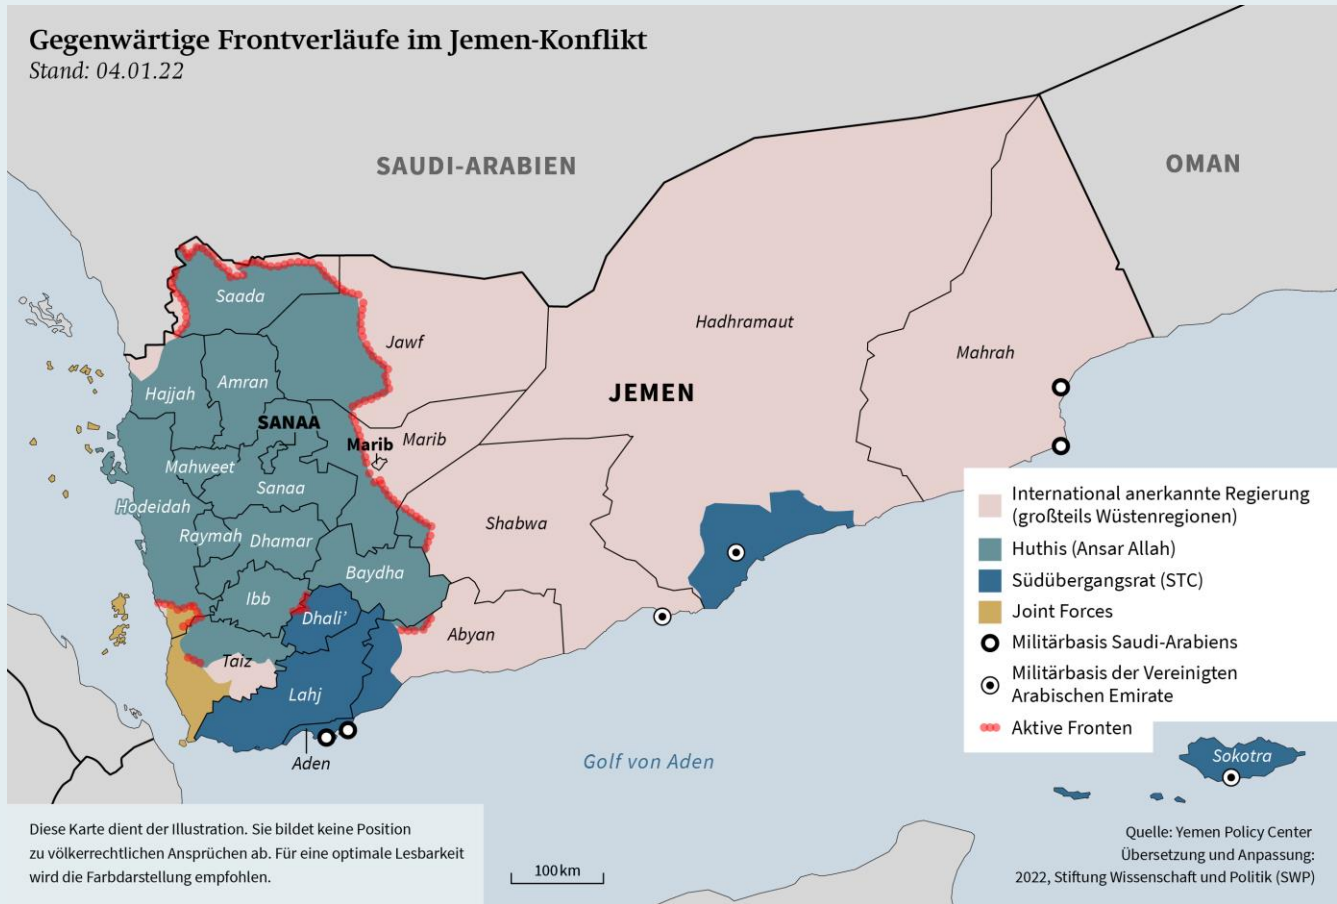 Gegenwärtige Frontverläufe im Jemen-Konflikt
Stand: 04.01.22
SAUDI-ARABIEN
OMAN
Saada
Jawf
Hadhramaut
Mahrah
JEMEN
Hajjah
Amran
SANAA
Marib
Marib
Mahweet
Sanaa
Hodeidah
Shabwa
Raymah
Dhamar
Baydha
Ibb
Dhali’
Abyan
Taiz
Lahj
Aden
Golf von Aden
Sokotra
International anerkannte Regierung
(großteils Wüstenregionen)
Huthis (Ansar Allah)
Südübergangsrat (STC)
Joint Forces
Militärbasis Saudi-Arabiens
Militärbasis der Vereinigten
Arabischen Emirate
Aktive Fronten
Diese Karte dient der Illustration. Sie bildet keine Position
zu völkerrechtlichen Ansprüchen ab. Für eine optimale Lesbarkeit
wird die Farbdarstellung empfohlen.
100 km
Quelle: Yemen Policy Center
Übersetzung und Anpassung:
2022, Stiftung Wissenschaft und Politik (SWP)